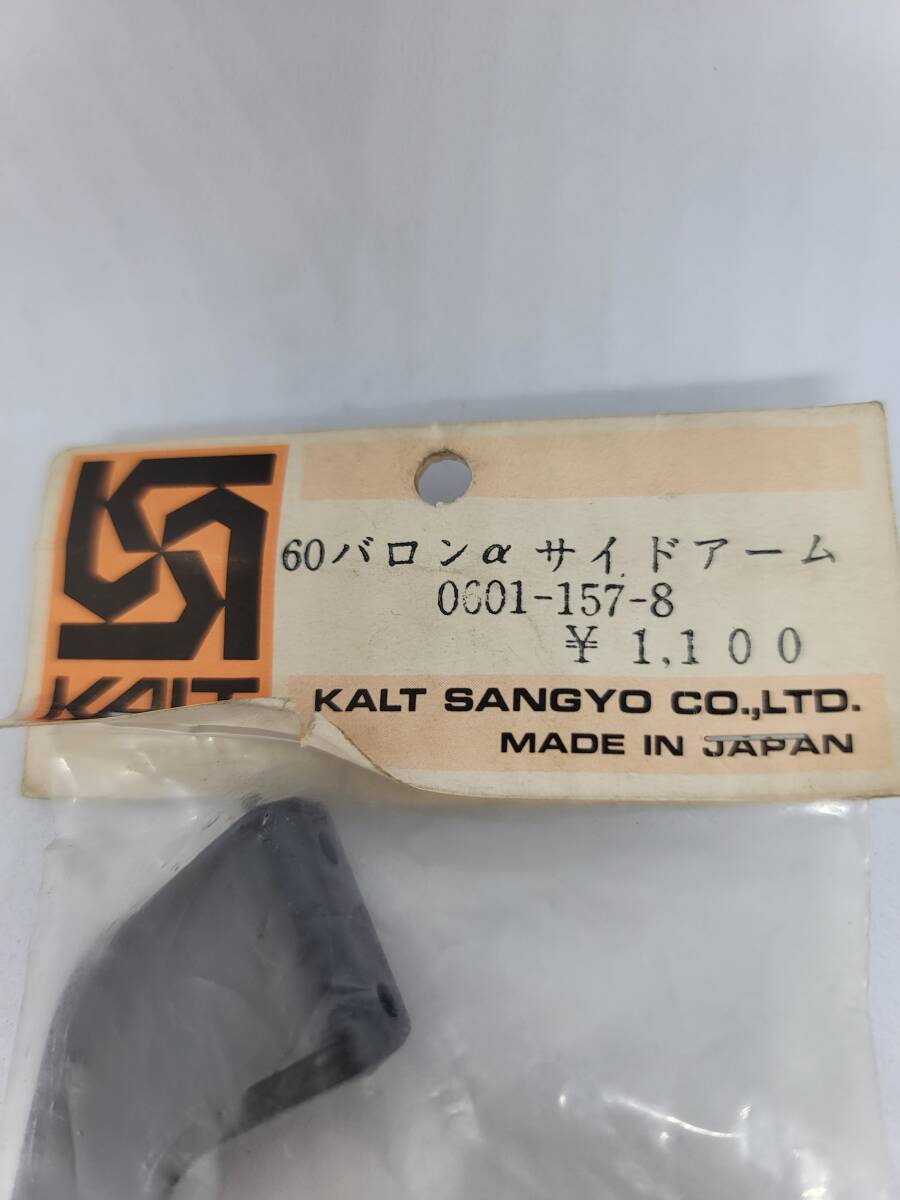 60バロンα サイドアーム
0601-157-8
¥ 1,100
KALT
KALT SANGYO CO.,LTD.
MADE IN JAPAN